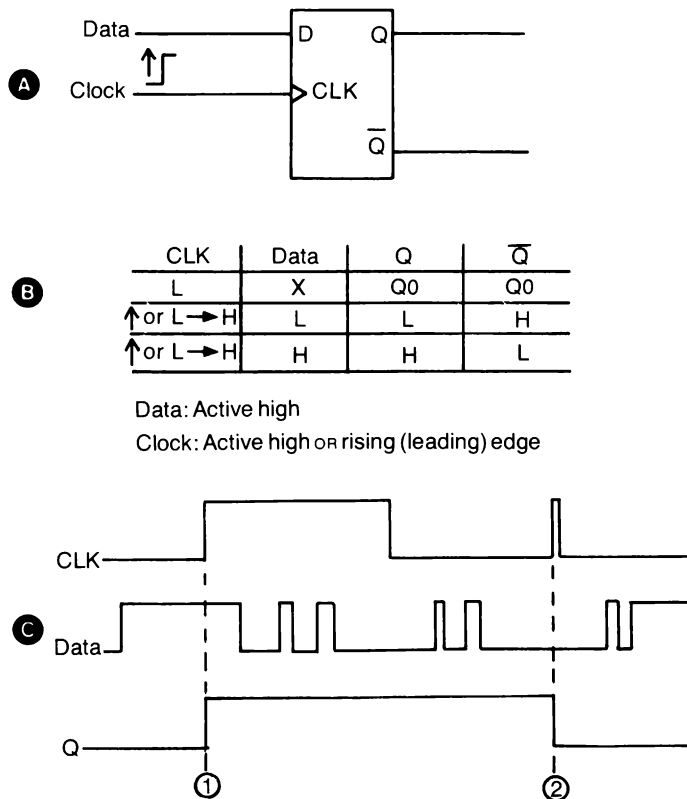 Data D Q
A
Clock CLK
Q̅
B
CLK Data Q Q̅
L X Q0 Q0
↑ or L → H L L H
↑ or L → H H H L
Data: Active high
Clock: Active high OR rising (leading) edge
CLK
C
Data
Q
① ②